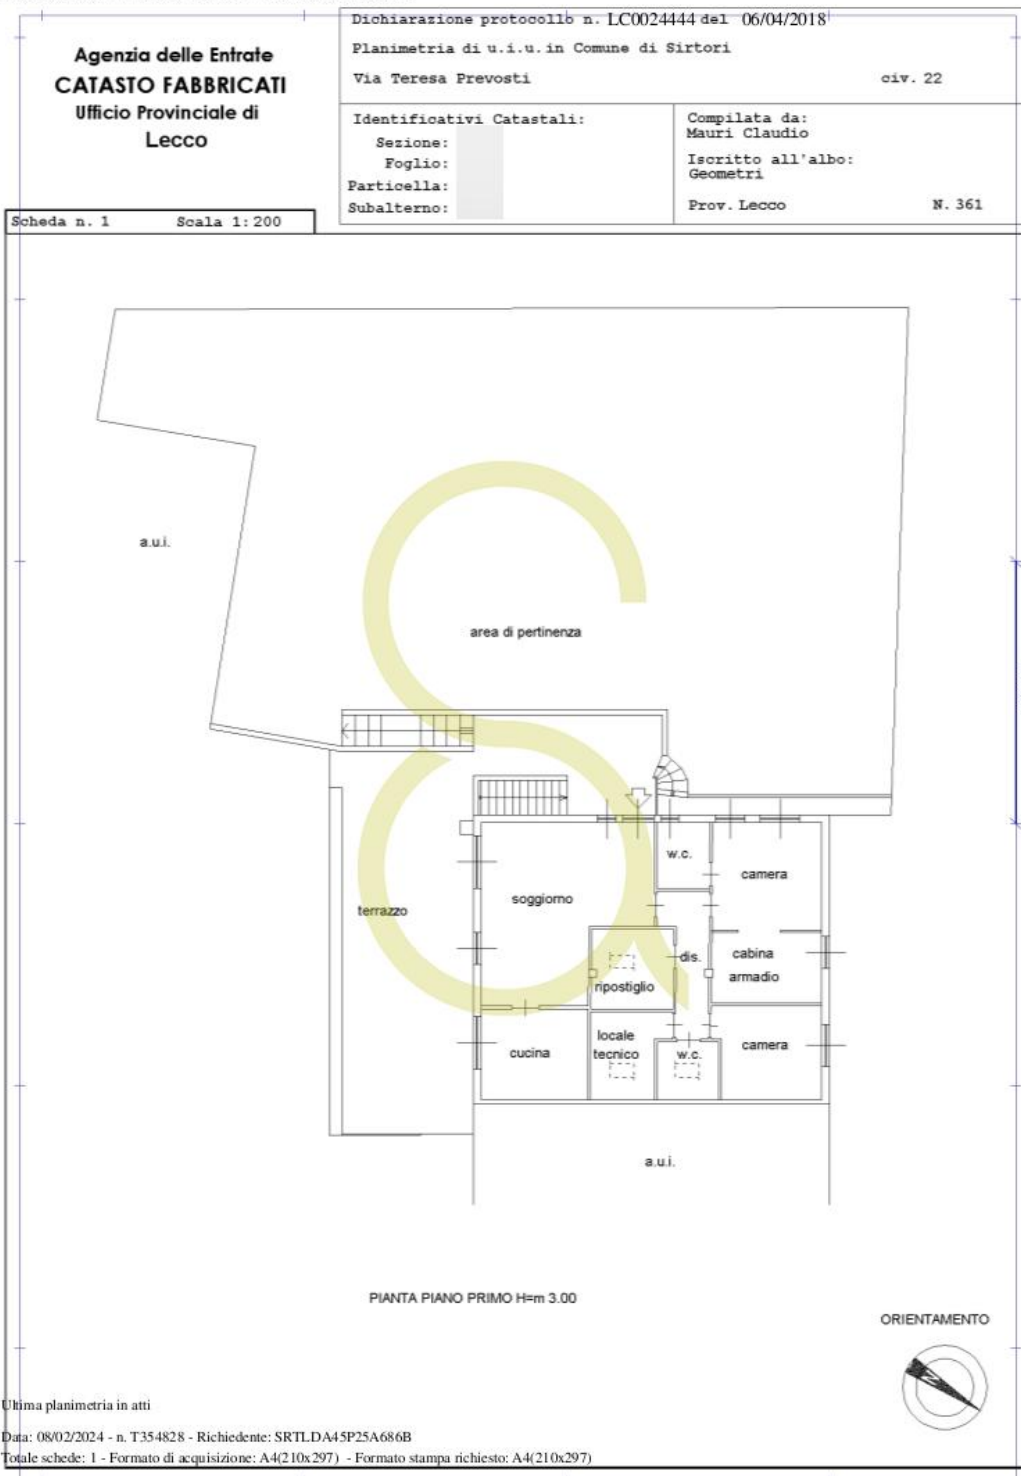 Dichiarazione protocollo n. LC0024444 del 06/04/2018
Agenzia delle Entrate
CATASTO FABBRICATI
Ufficio Provinciale di
Lecco
Planimetria di u.i.u. in Comune di Sirtori
Via Teresa Prevosti civ. 22
Identificativi Catastali:
Sezione:
Foglio:
Particella:
Subalterno:
Compilata da:
Mauri Claudio
Iscritto all'albo:
Geometri
Prov. Lecco N. 361
Scheda n. 1 Scala 1:200
a.u.i.
area di pertinenza
w.c.
camera
soggiorno
terrazzo
dis.
cabina
armadio
ripostiglio
locale
tecnico
cucina
w.c.
camera
a.u.i.
PIANTA PIANO PRIMO H=m 3.00
ORIENTAMENTO
N
Ultima planimetria in atti
Data: 08/02/2024 - n. T354828 - Richiedente: SRTLDA45P25A686B
Totale schede: 1 - Formato di acquisizione: A4(210x297) - Formato stampa richiesto: A4(210x297)